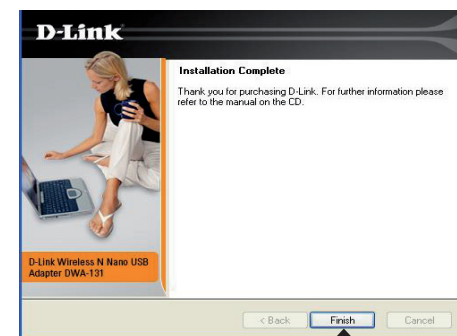 D-Link
Installation Complete
Thank you for purchasing D-Link. For further information please
refer to the manual on the CD.
D-Link Wireless N Nano USB
Adapter DWA-131
< Back
Finish
Cancel